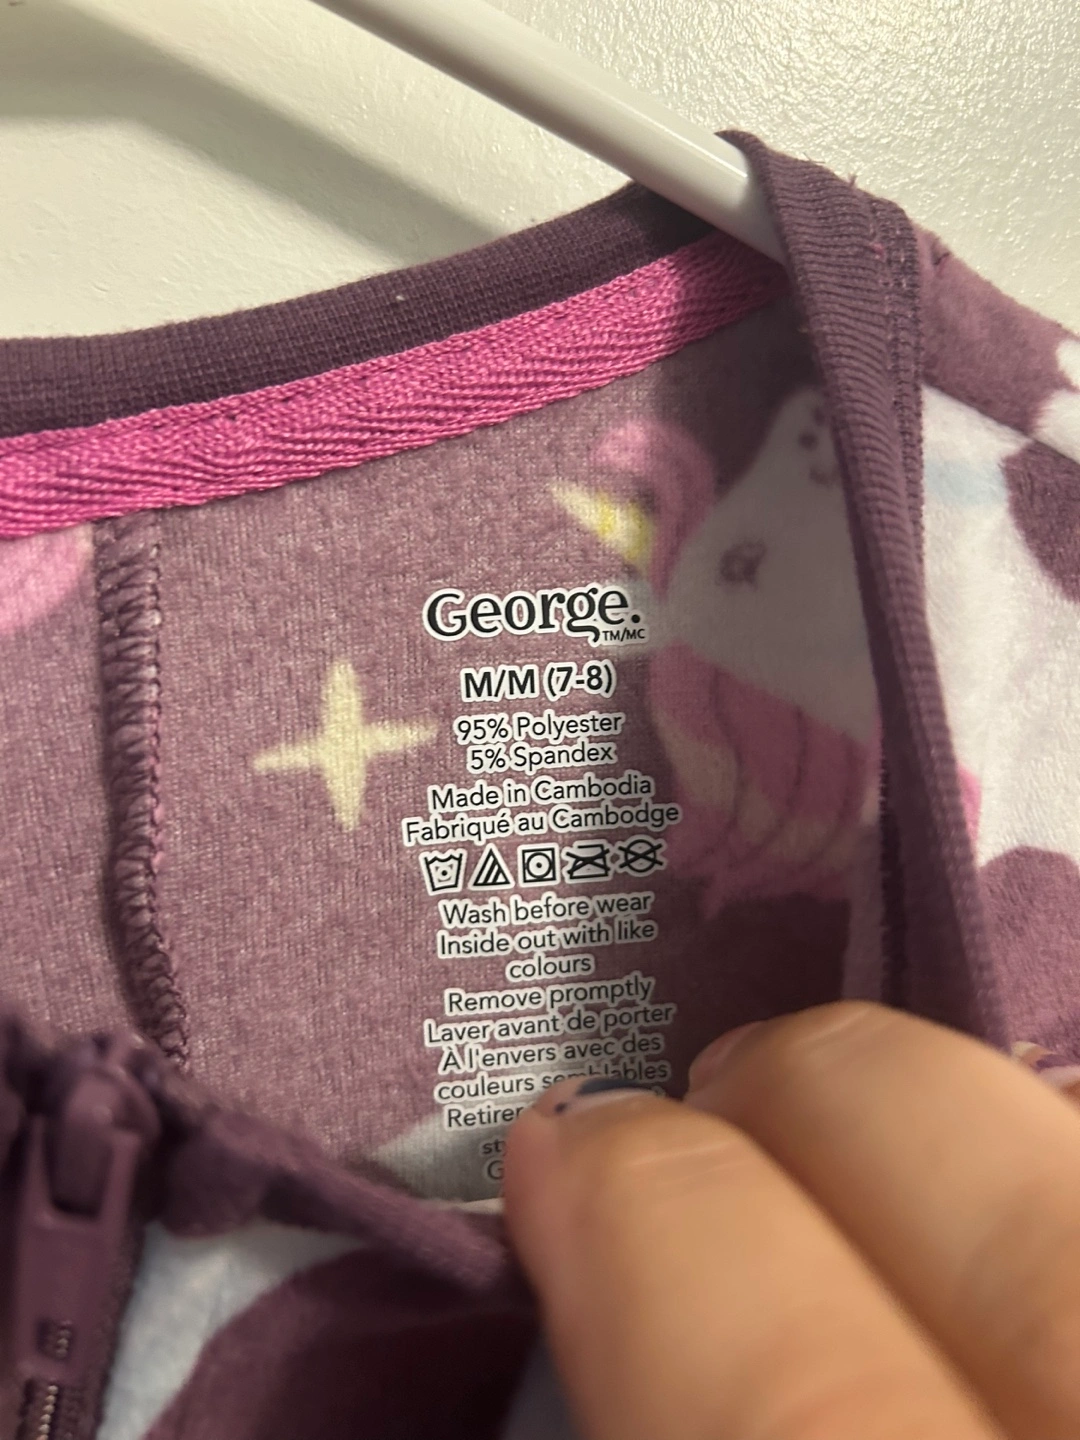 George.
TM/MC
M/M (7-8)
95% Polyester
5% Spandex
Made in Cambodia
Fabriqué au Cambodge
Wash before wear
Inside out with like
colours
Remove promptly
Laver avant de porter
À l'envers avec des
couleurs semblables
Retirer